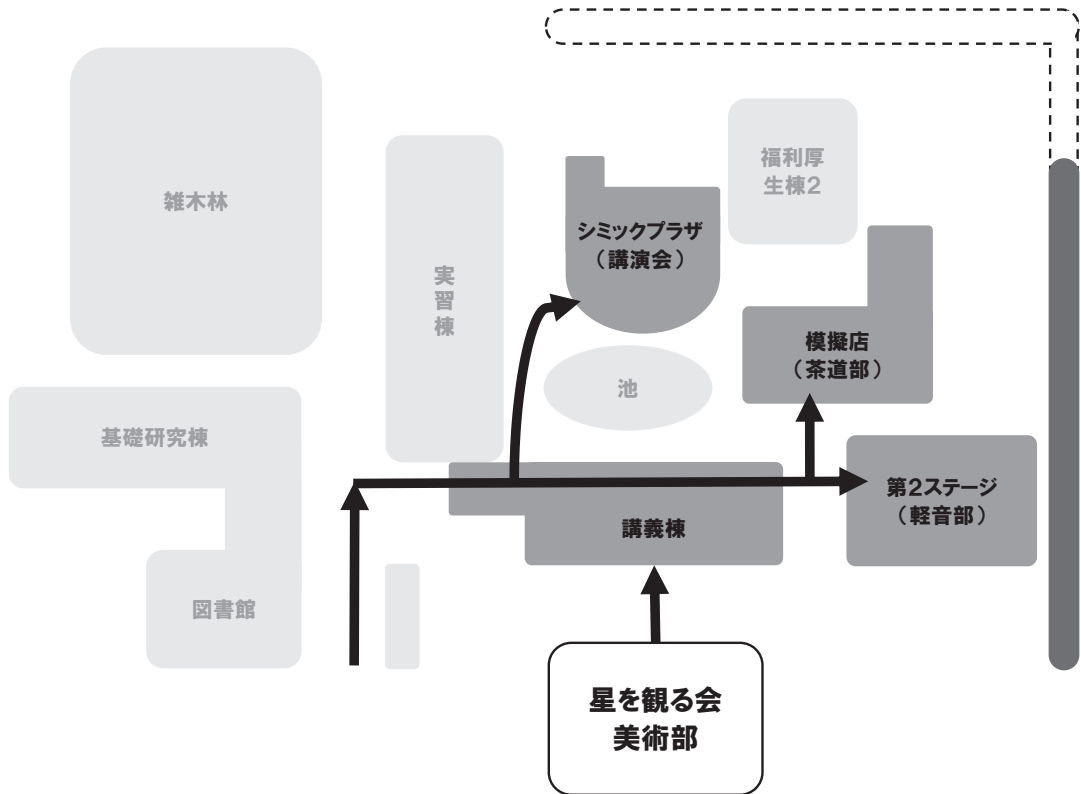 雑木林
実習棟
シミックプラザ
（講演会）
福利厚
生棟2
池
模擬店
（茶道部）
基礎研究棟
講義棟
第2ステージ
（軽音部）
図書館
星を観る会
美術部